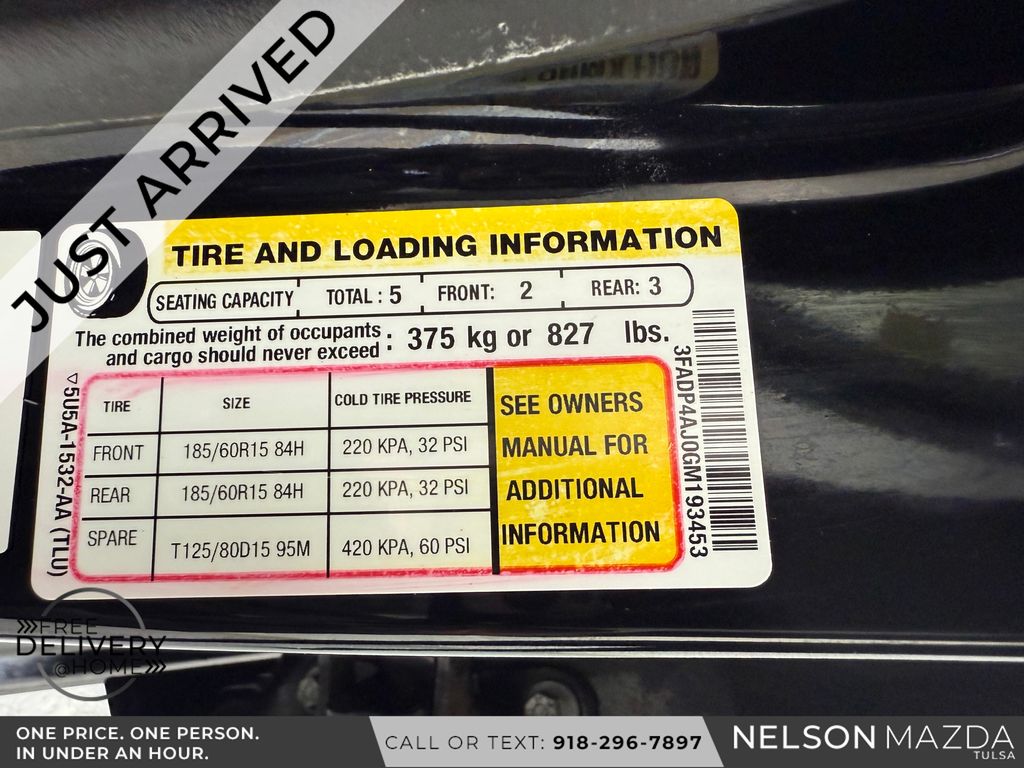 JUST ARRIVED
TIRE AND LOADING INFORMATION
SEATING CAPACITY TOTAL : 5 FRONT: 2 REAR: 3
The combined weight of occupants
and cargo should never exceed : 375 kg or 827 lbs.
TIRE SIZE COLD TIRE PRESSURE
FRONT 185/60R15 84H 220 KPA, 32 PSI
REAR 185/60R15 84H 220 KPA, 32 PSI
SPARE T125/80D15 95M 420 KPA, 60 PSI
SEE OWNERS
MANUAL FOR
ADDITIONAL
INFORMATION
5U5A-1532-AA (TLU)
3FADP4AJ0GM193453
FREE
DELIVERY
@HOME
ONE PRICE. ONE PERSON.
IN UNDER AN HOUR.
CALL OR TEXT: 918-296-7897
NELSON MAZDA
TULSA